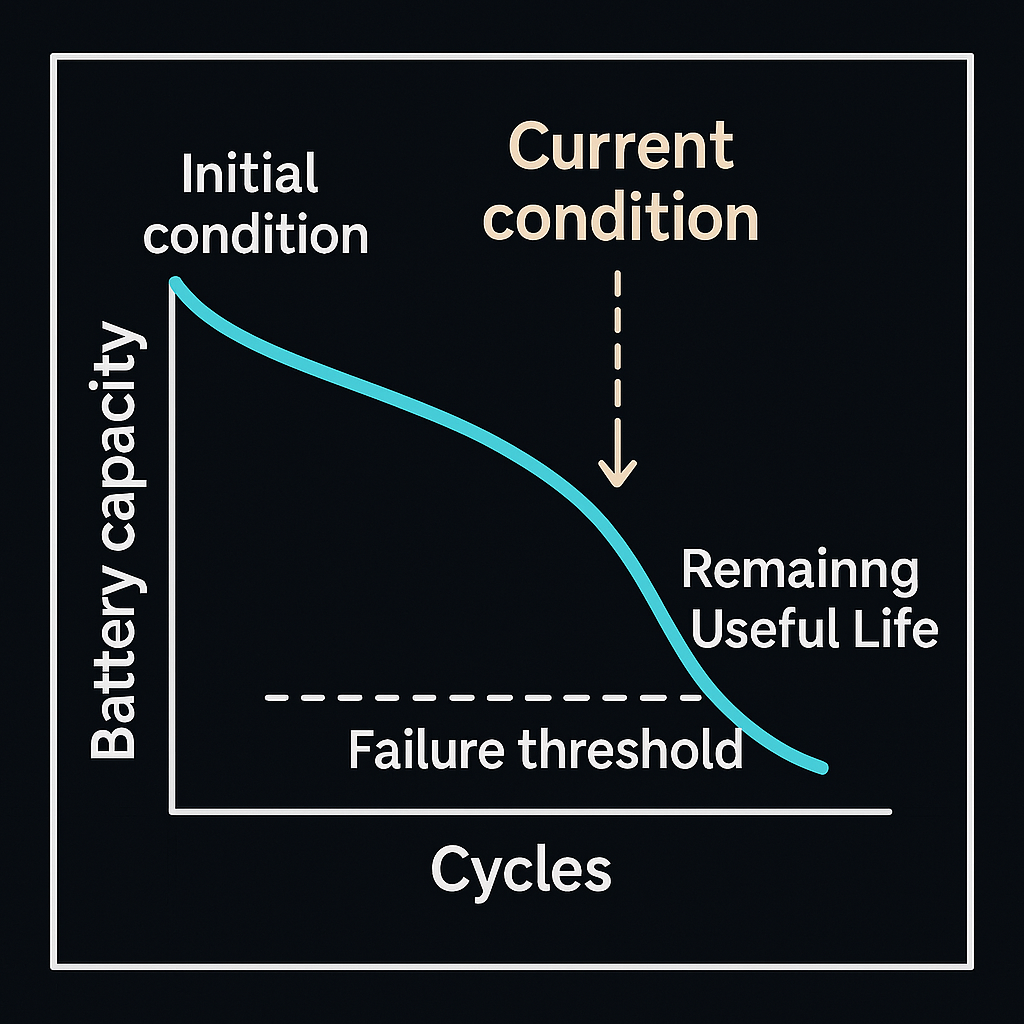 Initial
condition
Current
condition
Battery capacity
Remainng
Useful Life
Failure threshold
Cycles